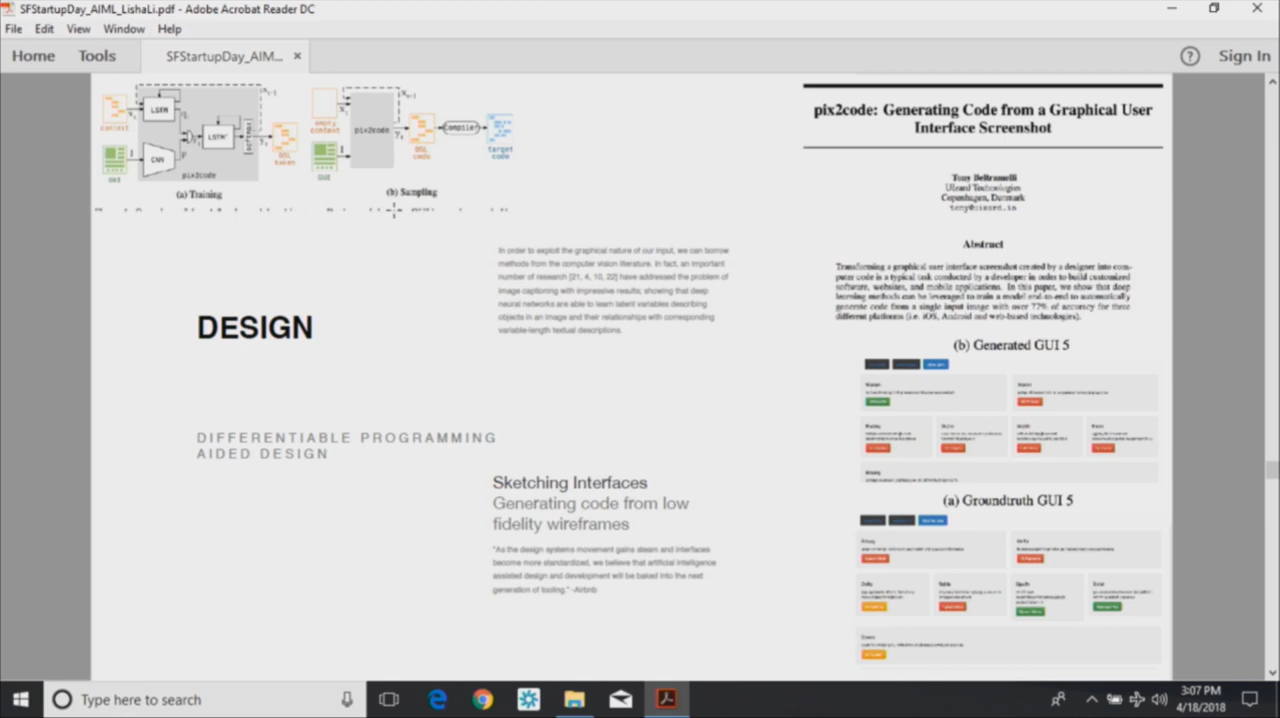 SFStartupDay_AIML_LishaLi.pdf - Adobe Acrobat Reader DC
File Edit View Window Help
Home Tools SFStartupDay_AIM... × ? Sign In
context
LSTM
LSTM'
CNN
GUI
pix2code
softmax
DSL
token
(a) Training
empty
context
pix2code
GUI
DSL
code
Compiler
target
code
(b) Sampling
pix2code: Generating Code from a Graphical User
Interface Screenshot
Tony Beltramelli
UIzard Technologies
Copenhagen, Denmark
tony@uizard.io
Abstract
Transforming a graphical user interface screenshot created by a designer into com-
puter code is a typical task conducted by a developer in order to build customized
software, websites, and mobile applications. In this paper, we show that deep
learning methods can be leveraged to train a model end-to-end to automatically
generate code from a single input image with over 77% of accuracy for three
different platforms (i.e. iOS, Android and web-based technologies).
In order to exploit the graphical nature of our input, we can borrow
methods from the computer vision literature. In fact, an important
number of research [21, 4, 10, 22] have addressed the problem of
image captioning with impressive results; showing that deep
neural networks are able to learn latent variables describing
objects in an image and their relationships with corresponding
variable-length textual descriptions.
DESIGN
(b) Generated GUI 5
DIFFERENTIABLE PROGRAMMING
AIDED DESIGN
Sketching Interfaces
Generating code from low
fidelity wireframes
"As the design systems movement gains steam and interfaces
become more standardized, we believe that artificial intelligence
assisted design and development will be baked into the next
generation of tooling." -Airbnb
(a) Groundtruth GUI 5
Type here to search
3:07 PM
4/18/2018